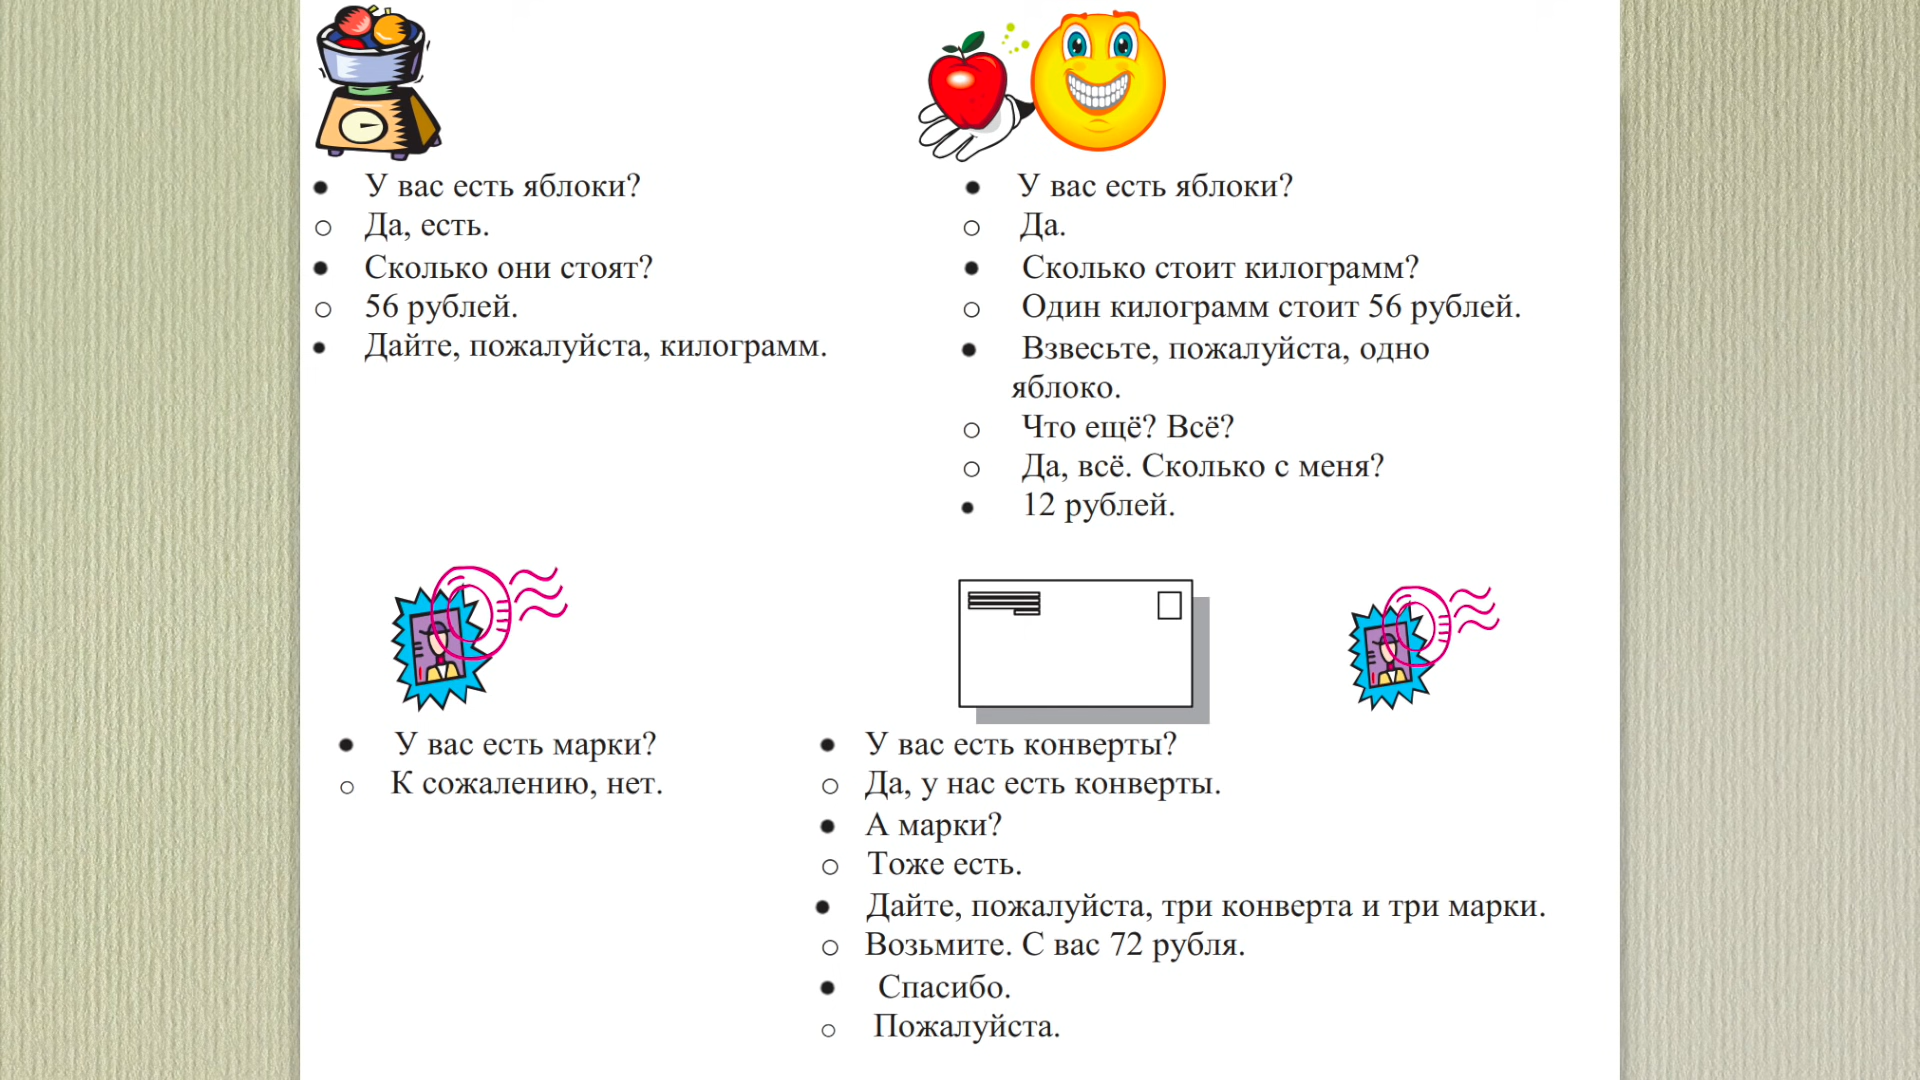 У вас есть яблоки?
Да, есть.
Сколько они стоят?
56 рублей.
Дайте, пожалуйста, килограмм.
У вас есть яблоки?
Да.
Сколько стоит килограмм?
Один килограмм стоит 56 рублей.
Взвесьте, пожалуйста, одно
яблоко.
Что ещё? Всё?
Да, всё. Сколько с меня?
12 рублей.
У вас есть марки?
К сожалению, нет.
У вас есть конверты?
Да, у нас есть конверты.
А марки?
Тоже есть.
Дайте, пожалуйста, три конверта и три марки.
Возьмите. С вас 72 рубля.
Спасибо.
Пожалуйста.